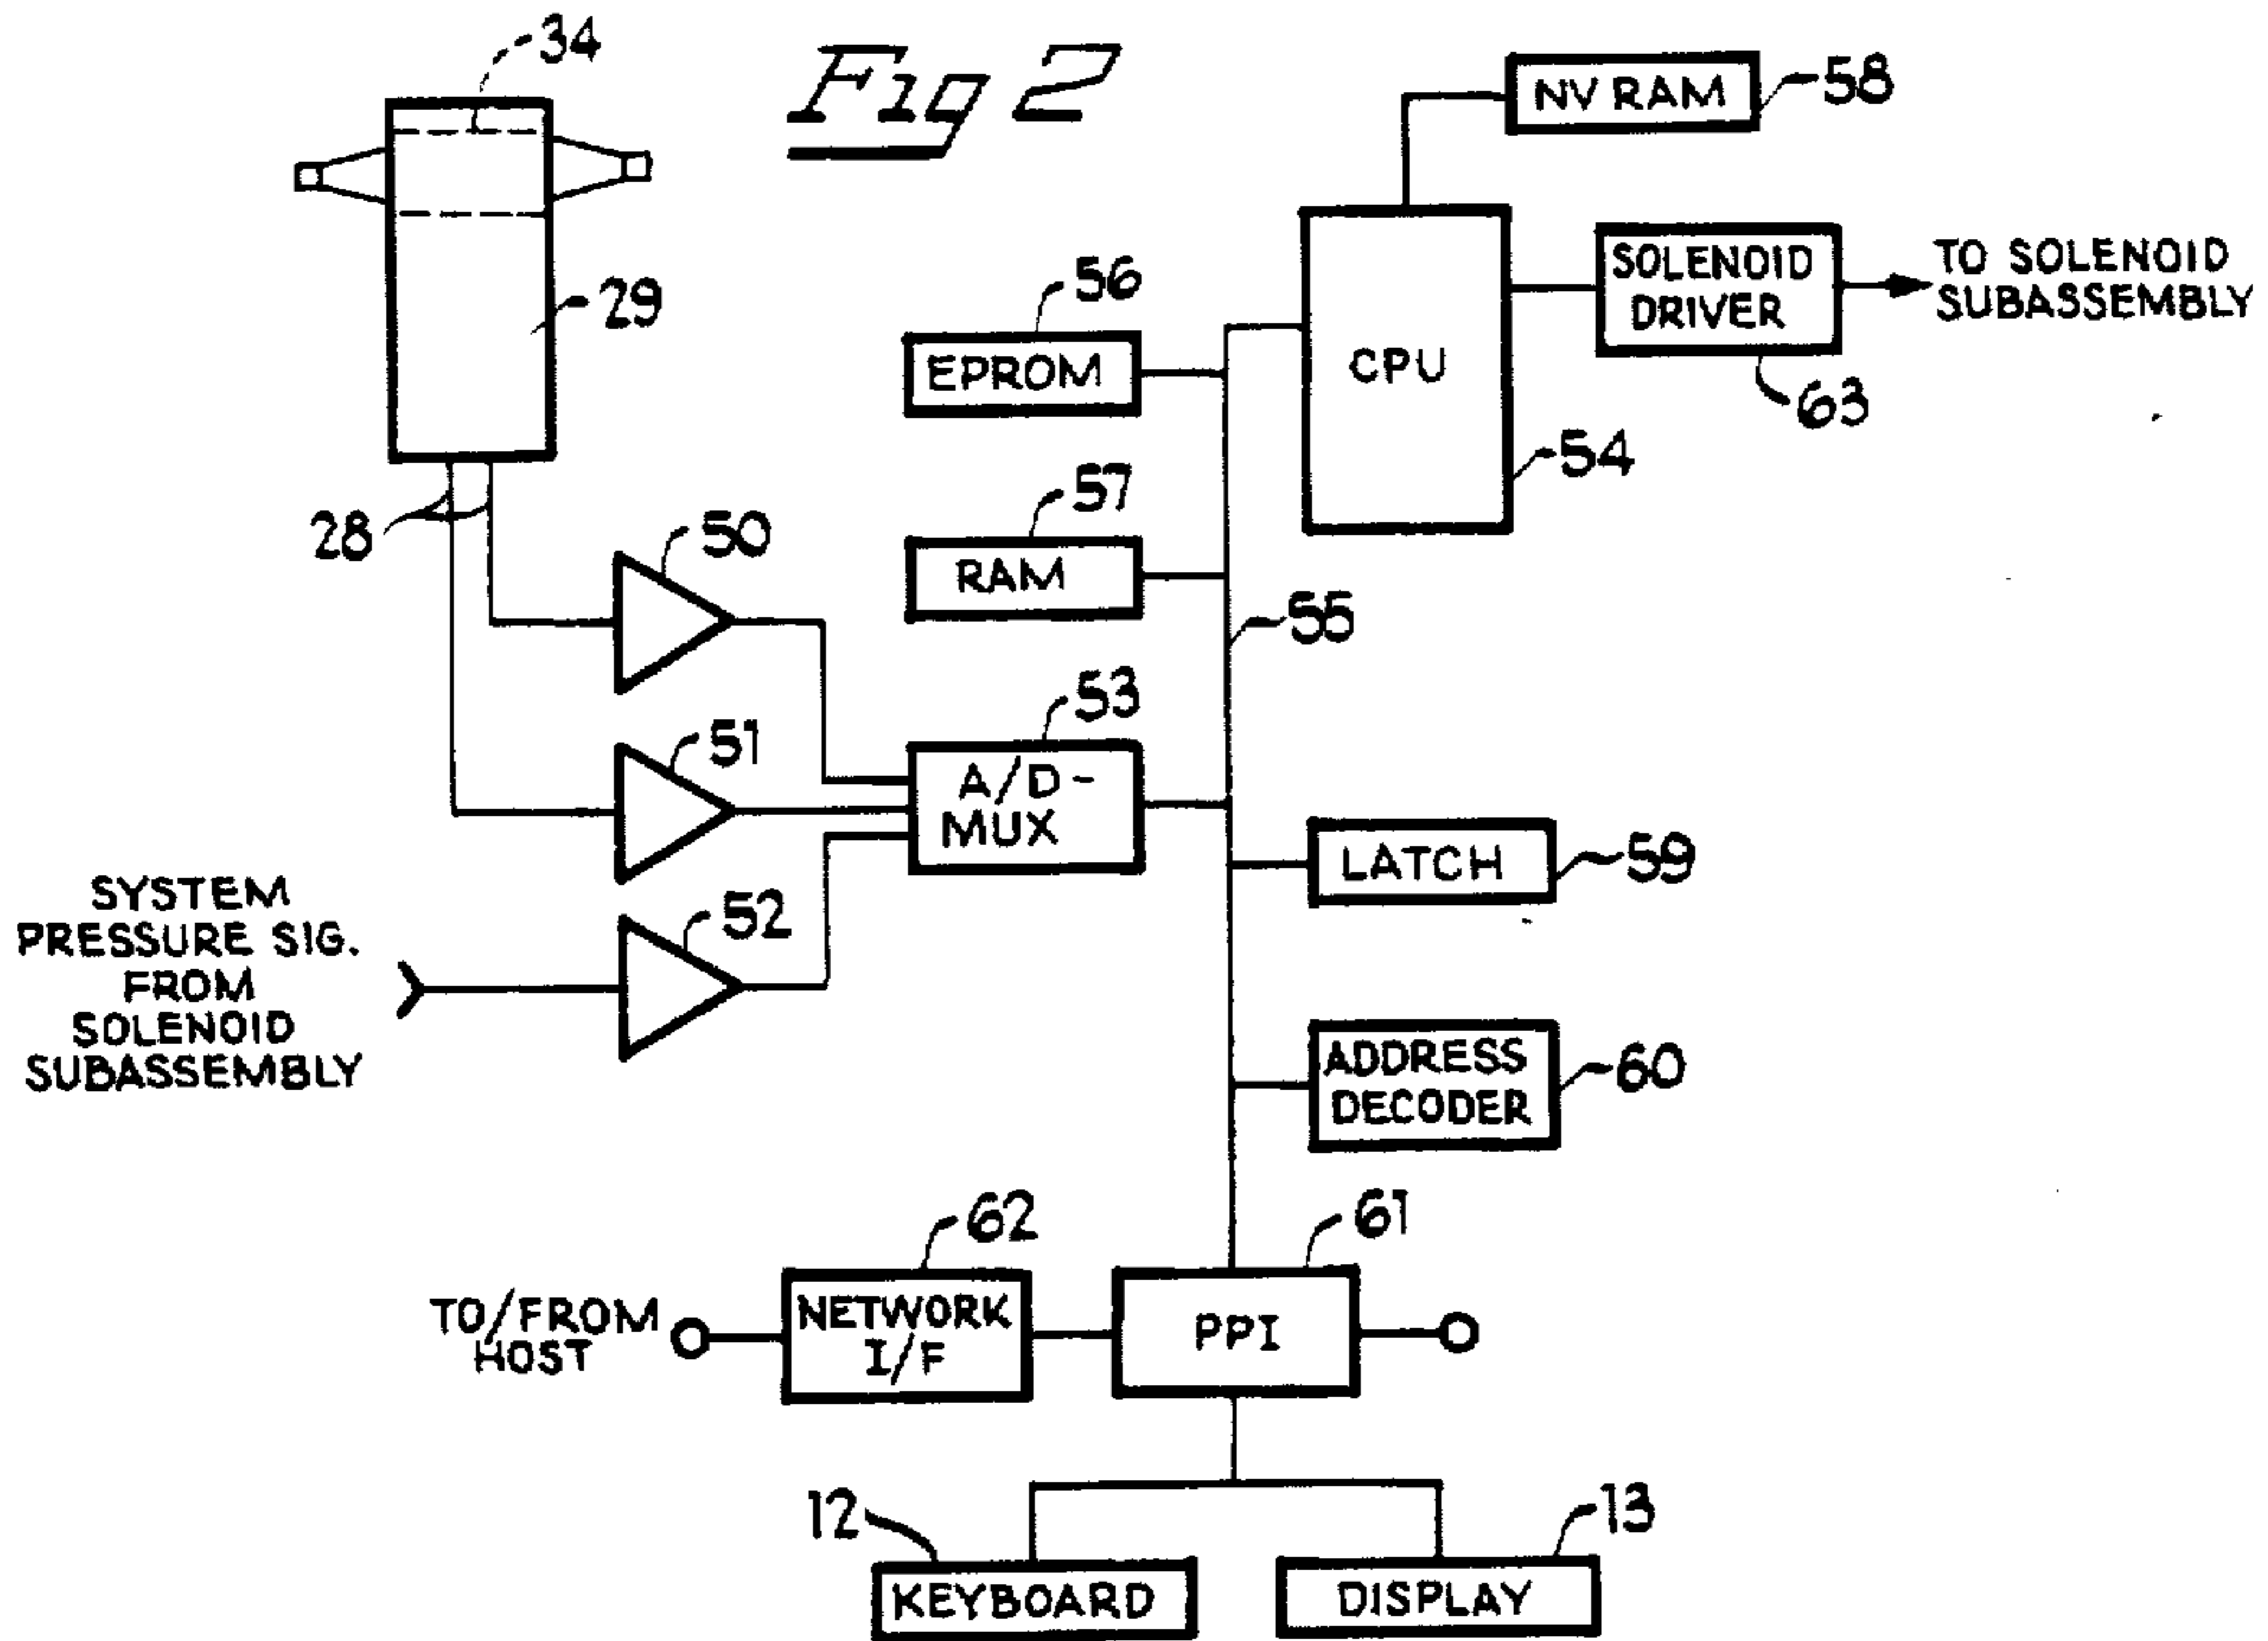 Fig 2
34
29
28
NV RAM
58
CPU
54
SOLENOID
DRIVER
63
TO SOLENOID
SUBASSEMBLY
56
EPROM
57
RAM
55
50
51
52
53
A/D-
MUX
SYSTEM
PRESSURE SIG.
FROM
SOLENOID
SUBASSEMBLY
LATCH
59
ADDRESS
DECODER
60
61
PPI
62
NETWORK
I/F
TO/FROM
HOST
12
KEYBOARD
13
DISPLAY